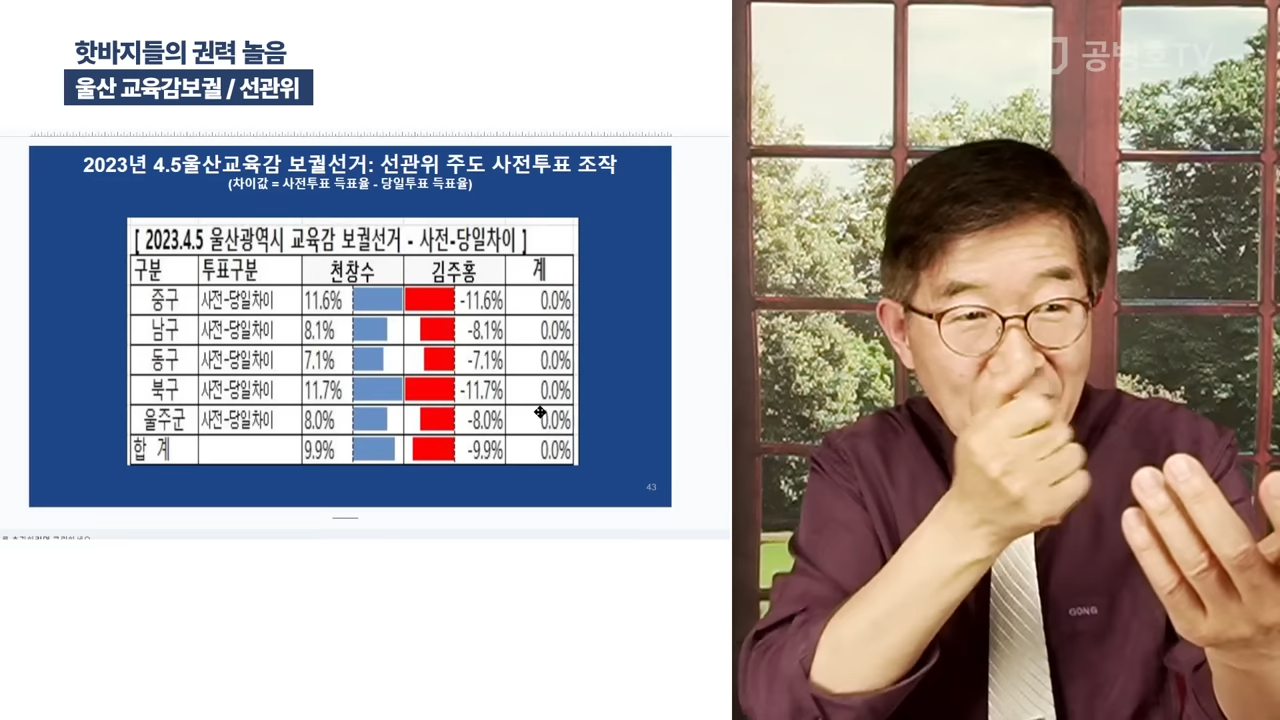 핫바지들의 권력 놀음
울산 교육감보궐 / 선관위
공병호TV
2023년 4.5울산교육감 보궐선거: 선관위 주도 사전투표 조작
(차이값 = 사전투표 득표율 - 당일투표 득표율)
[ 2023.4.5 울산광역시 교육감 보궐선거 - 사전-당일차이 ]
구분 투표구분 천창수 김주홍 계
중구 사전-당일차이 11.6% -11.6% 0.0%
남구 사전-당일차이 8.1% -8.1% 0.0%
동구 사전-당일차이 7.1% -7.1% 0.0%
북구 사전-당일차이 11.7% -11.7% 0.0%
울주군 사전-당일차이 8.0% -8.0% 0.0%
합 계 9.9% -9.9% 0.0%
43
GONG